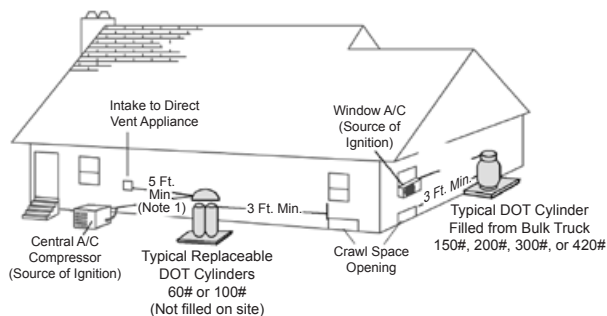 Intake to Direct
Vent Appliance
Window A/C
(Source of
Ignition)
5 Ft.
Min.
(Note 1)
3 Ft. Min.
3 Ft. Min.
Central A/C
Compressor
(Source of Ignition)
Typical Replaceable
DOT Cylinders
60# or 100#
(Not filled on site)
Crawl Space
Opening
Typical DOT Cylinder
Filled from Bulk Truck
150#, 200#, 300#, or 420#